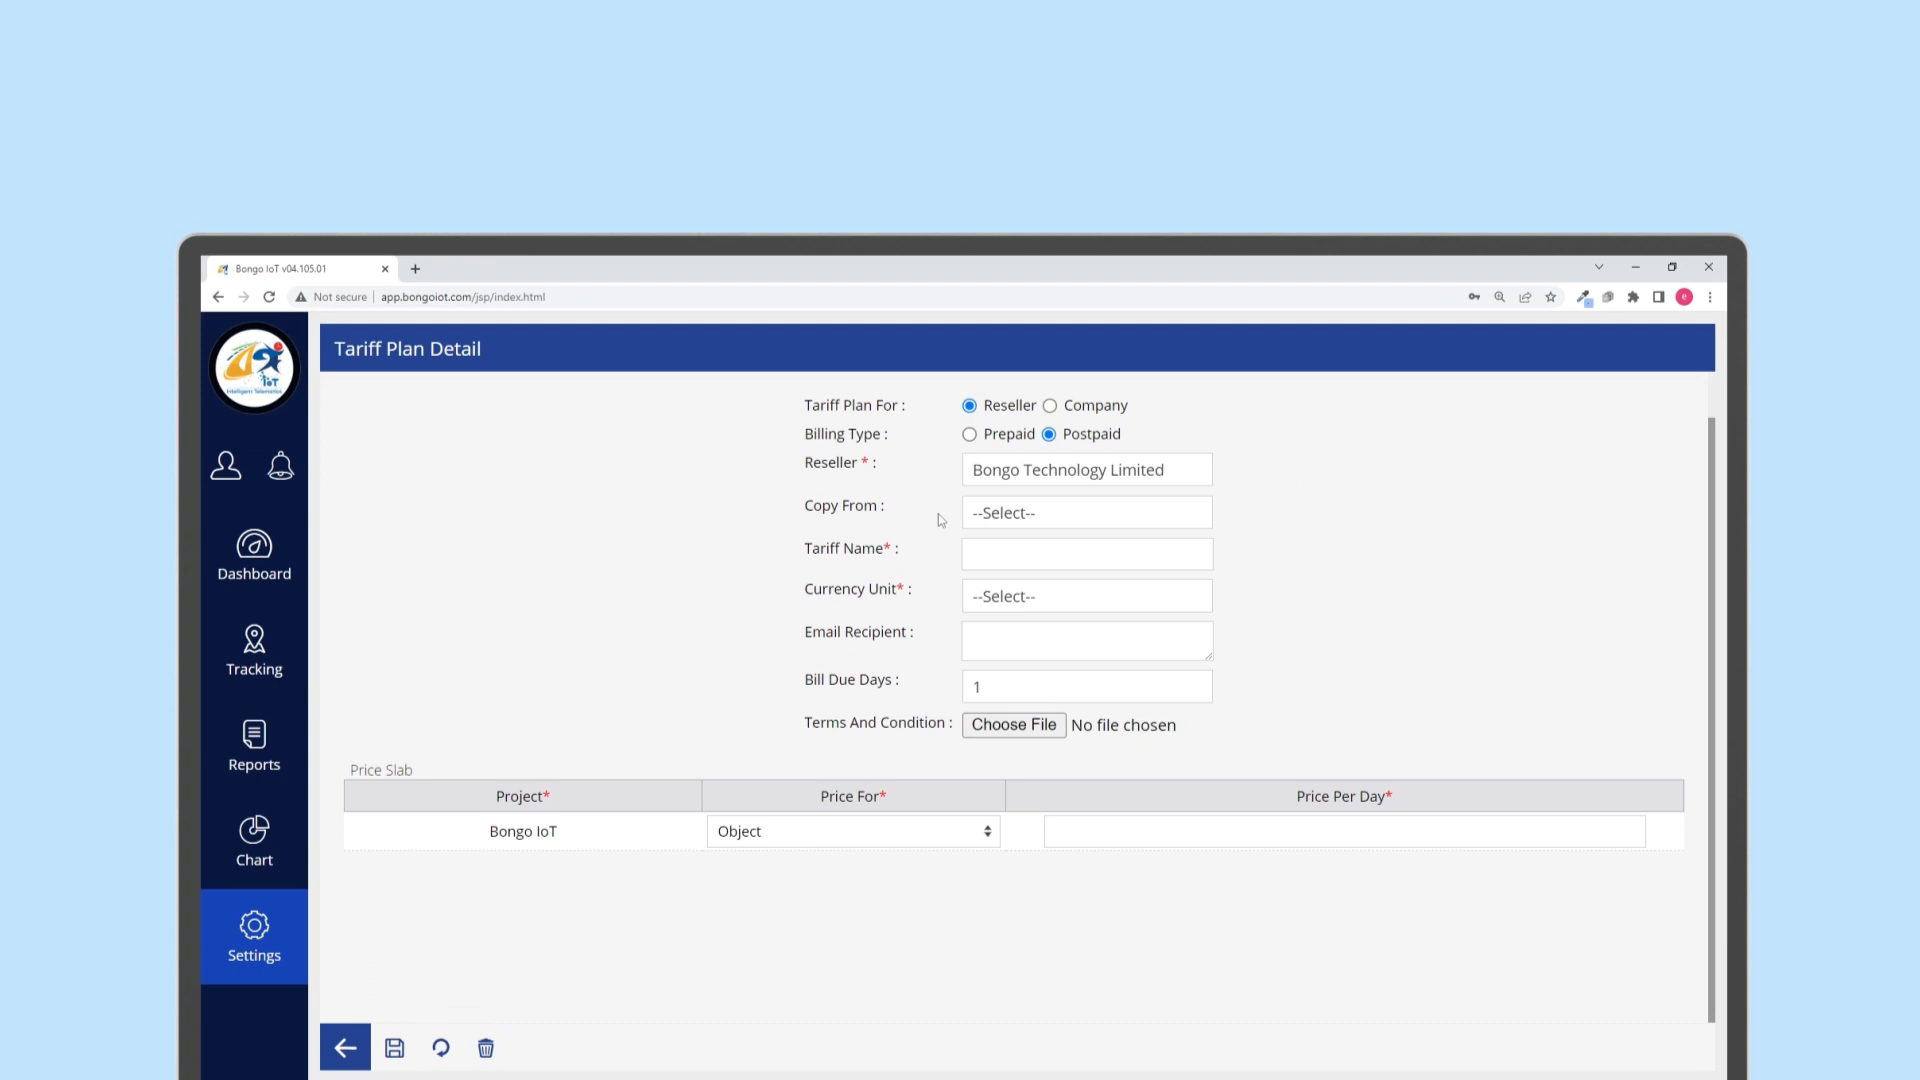 Bongo IoT v04.105.01
Not secure app.bongoiot.com/jsp/index.html
e
IoT
Intelligent Telematics
Tariff Plan Detail
Tariff Plan For : Reseller Company
Billing Type : Prepaid Postpaid
Reseller * : Bongo Technology Limited
Copy From : --Select--
Tariff Name* :
Currency Unit* : --Select--
Email Recipient :
Bill Due Days : 1
Terms And Condition : Choose File No file chosen
Price Slab
Project* Price For* Price Per Day*
Bongo IoT Object
Dashboard
Tracking
Reports
Chart
Settings